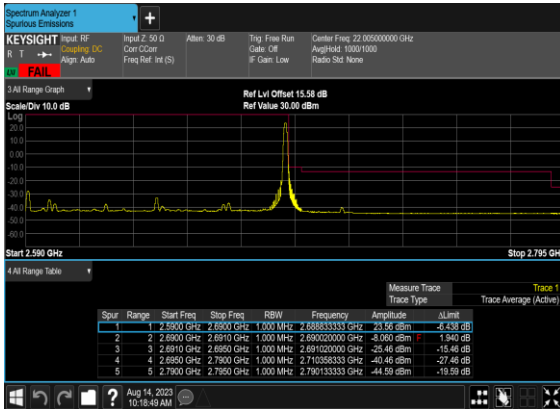 Spectrum Analyzer 1
Spurious Emissions
+
KEYSIGHT Input: RF Input Z: 50 Ω Atten: 30 dB Trig: Free Run Center Freq: 22.005000000 GHz
R T Coupling: DC Corr CCorr Gate: Off Avg|Hold: 1000/1000
Align: Auto Freq Ref: Int (S) IF Gain: Low Radio Std: None
LXI FAIL
3 All Range Graph
Ref Lvl Offset 15.58 dB
Scale/Div 10.0 dB Ref Value 30.00 dBm
Log
20.0
10.0
0.00
-10.0
-20.0
-30.0
-40.0
-50.0
-60.0
Start 2.590 GHz Stop 2.795 GH
4 All Range Table
Measure Trace Trace 1
Trace Type Trace Average (Active)
Spur Range Start Freq Stop Freq RBW Frequency Amplitude ΔLimit
1 1 2.5900 GHz 2.6900 GHz 1.000 MHz 2.688833333 GHz 23.56 dBm -6.438 dB
2 2 2.6900 GHz 2.6910 GHz 1.000 MHz 2.690020000 GHz -8.060 dBm F 1.940 dB
3 3 2.6910 GHz 2.6950 GHz 1.000 MHz 2.691020000 GHz -25.46 dBm -15.46 dB
4 4 2.6950 GHz 2.7900 GHz 1.000 MHz 2.710358333 GHz -40.46 dBm -27.46 dB
5 5 2.7900 GHz 2.7950 GHz 1.000 MHz 2.790133333 GHz -44.59 dBm -19.59 dB
? Aug 14, 2023
10:18:49 AM